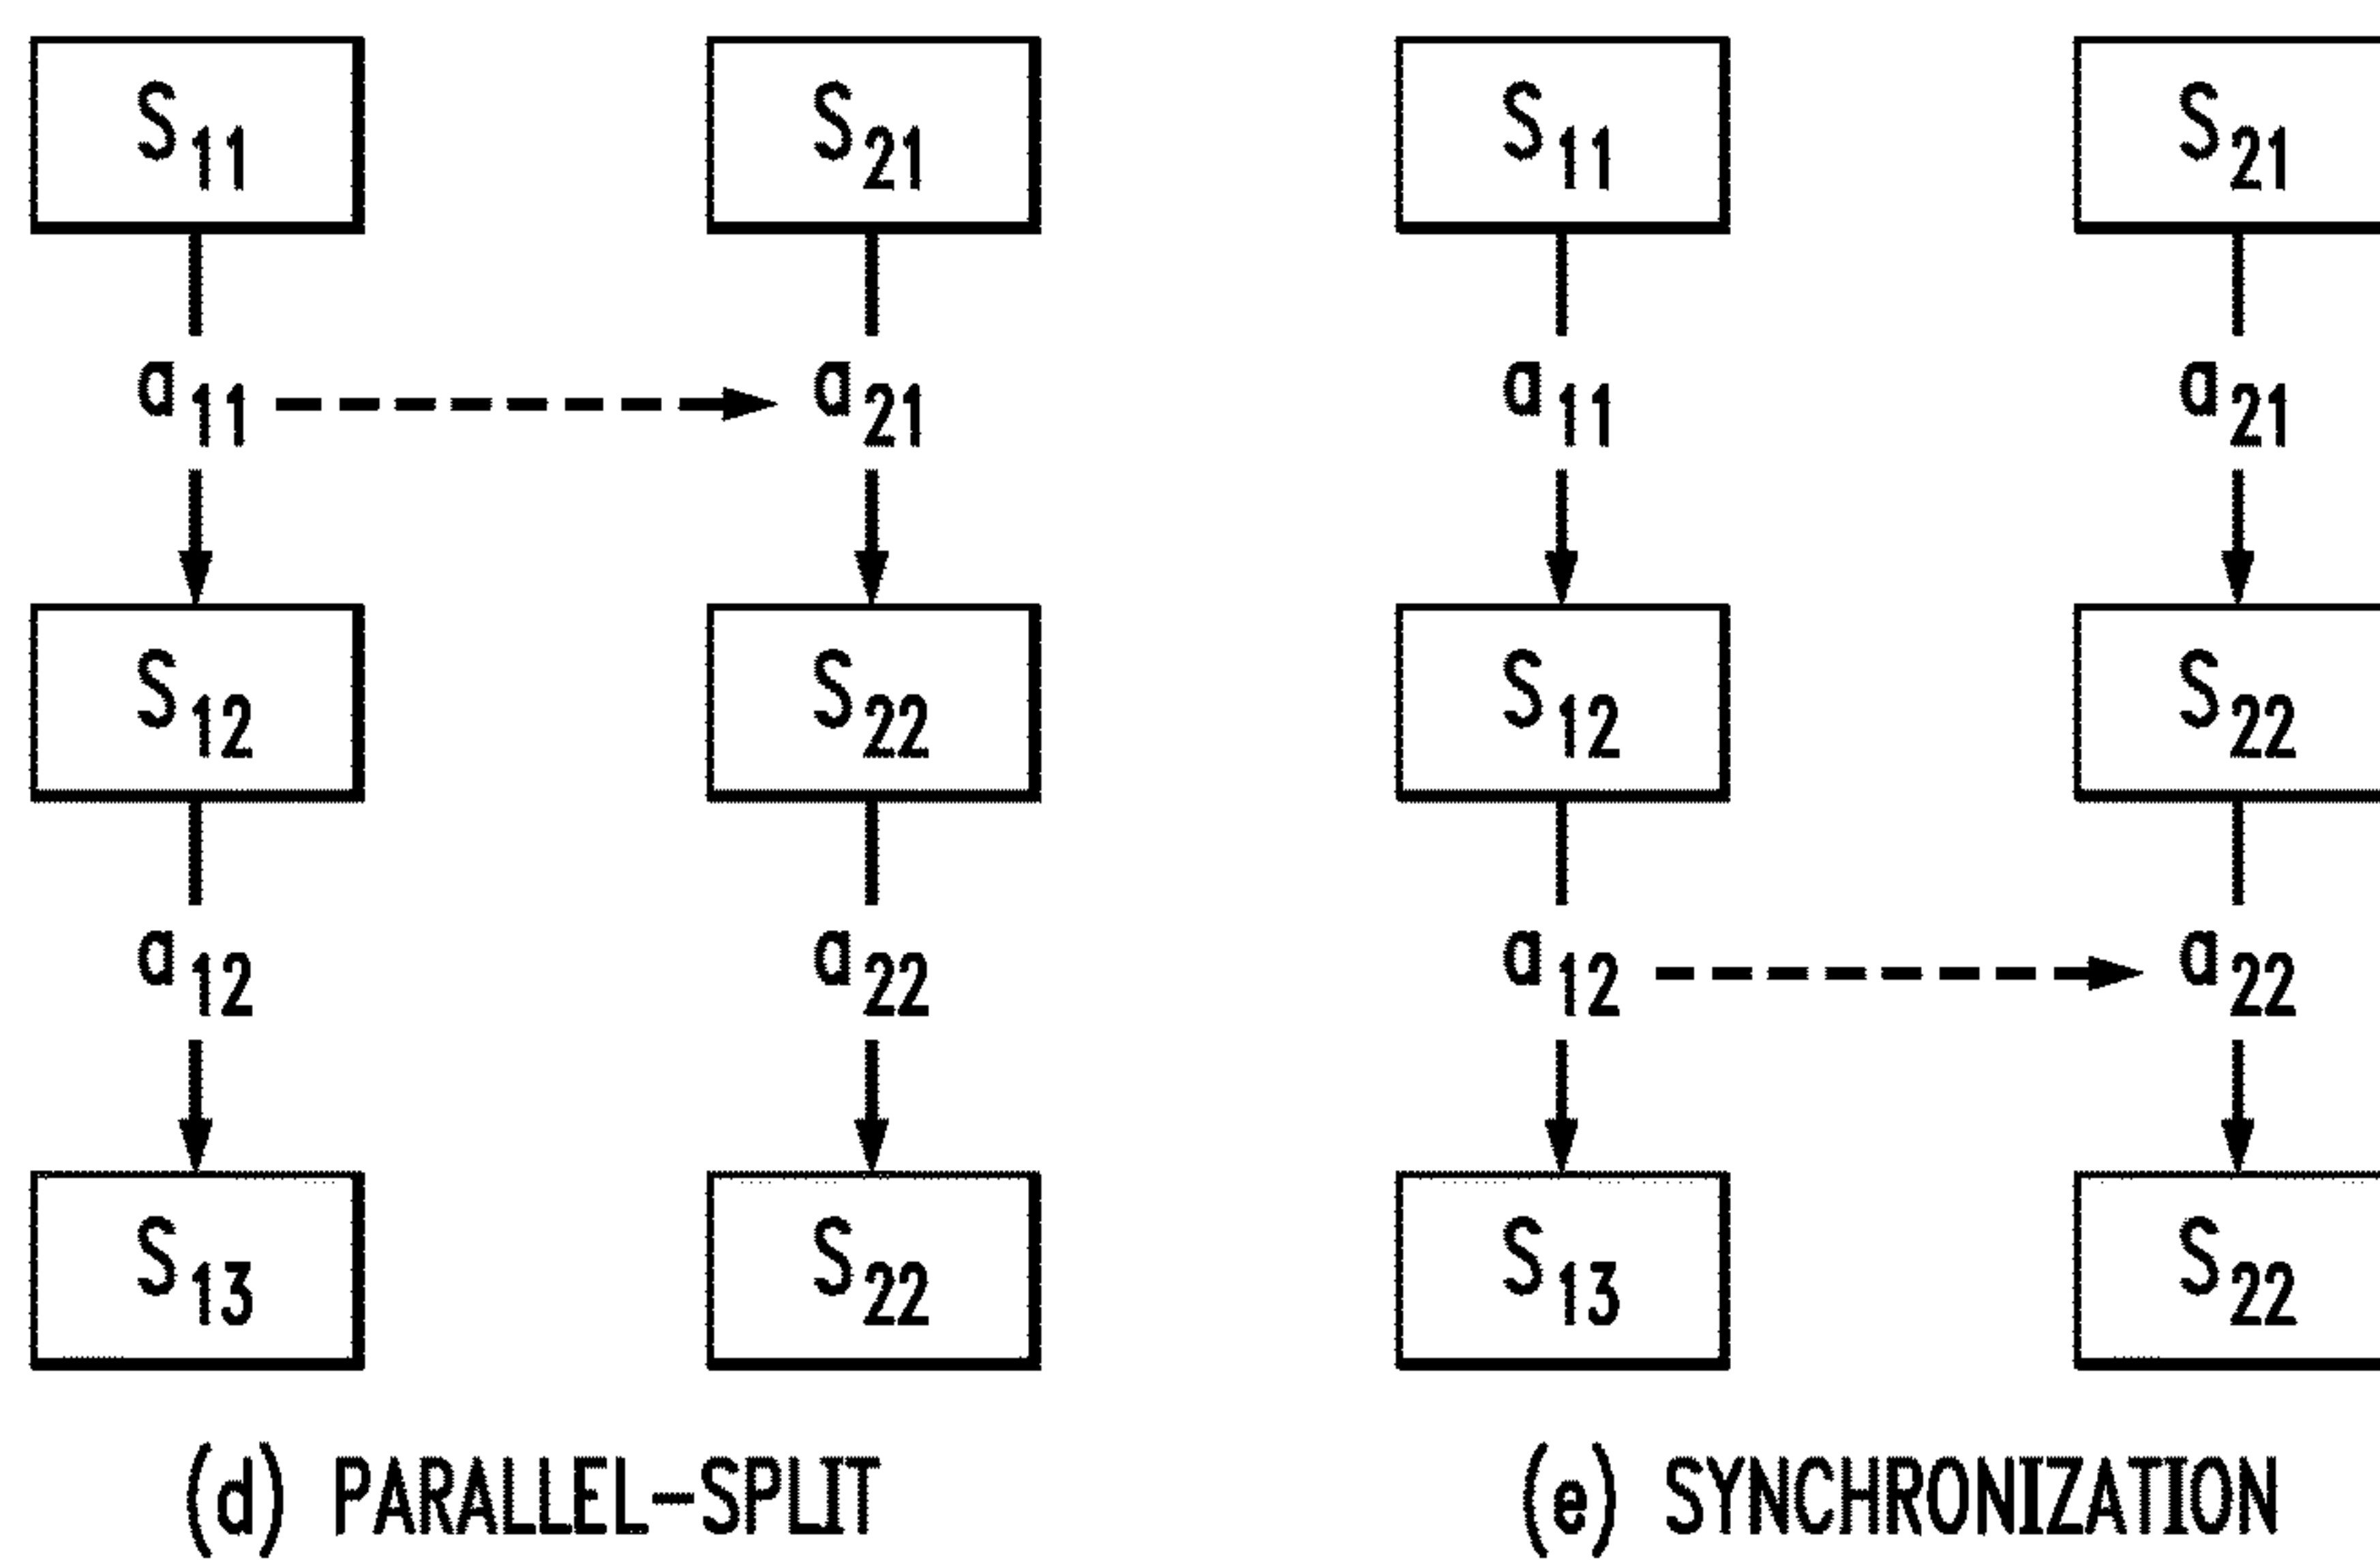 S11 S21 S11 S21
a11 a21 a11 a21
S12 S22 S12 S22
a12 a22 a12 a22
S13 S22 S13 S22
(d) PARALLEL-SPLIT (e) SYNCHRONIZATION